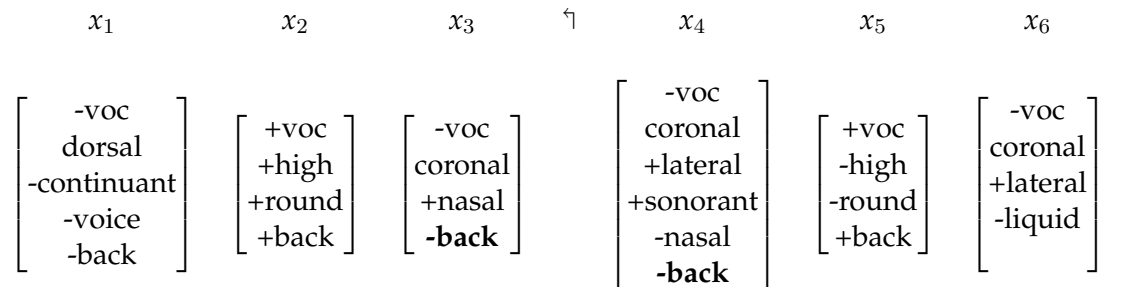 x₁ x₂ x₃ ↰ x₄ x₅ x₆
-voc
dorsal
-continuant
-voice
-back
+voc
+high
+round
+back
-voc
coronal
+nasal
-back
-voc
coronal
+lateral
+sonorant
-nasal
-back
+voc
-high
-round
+back
-voc
coronal
+lateral
-liquid